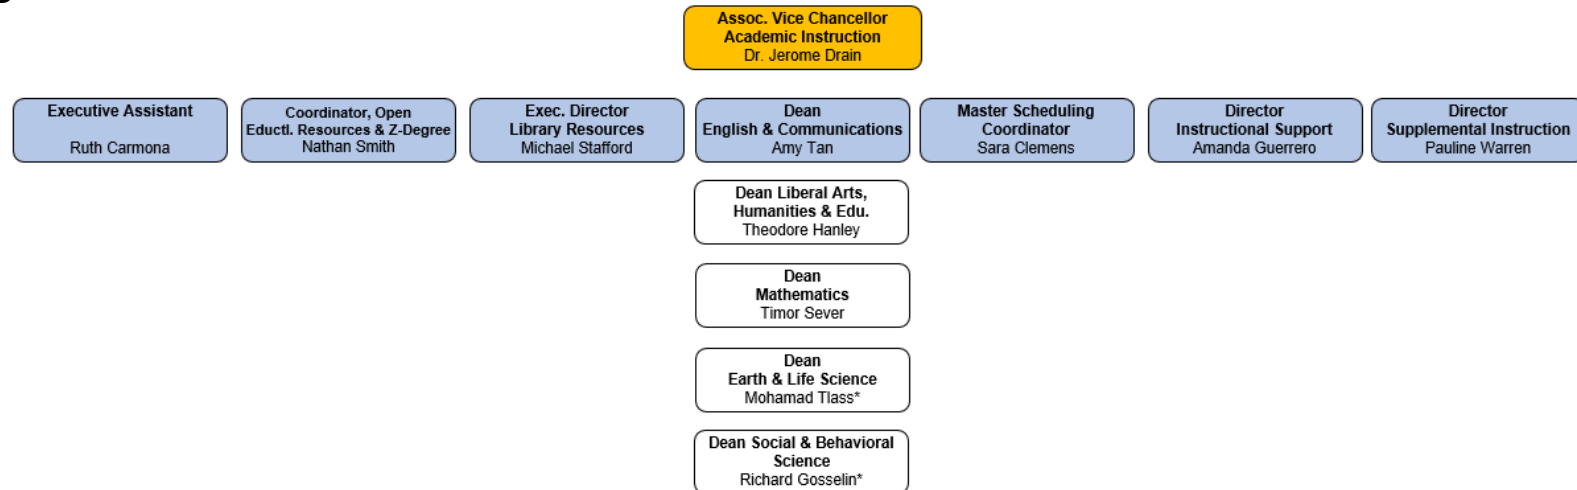 Assoc. Vice Chancellor
Academic Instruction
Dr. Jerome Drain
Executive Assistant
Ruth Carmona
Coordinator, Open
Eductl. Resources & Z-Degree
Nathan Smith
Exec. Director
Library Resources
Michael Stafford
Dean
English & Communications
Amy Tan
Master Scheduling
Coordinator
Sara Clemens
Director
Instructional Support
Amanda Guerrero
Director
Supplemental Instruction
Pauline Warren
Dean Liberal Arts,
Humanities & Edu.
Theodore Hanley
Dean
Mathematics
Timor Sever
Dean
Earth & Life Science
Mohamad Tlass*
Dean Social & Behavioral
Science
Richard Gosselin*